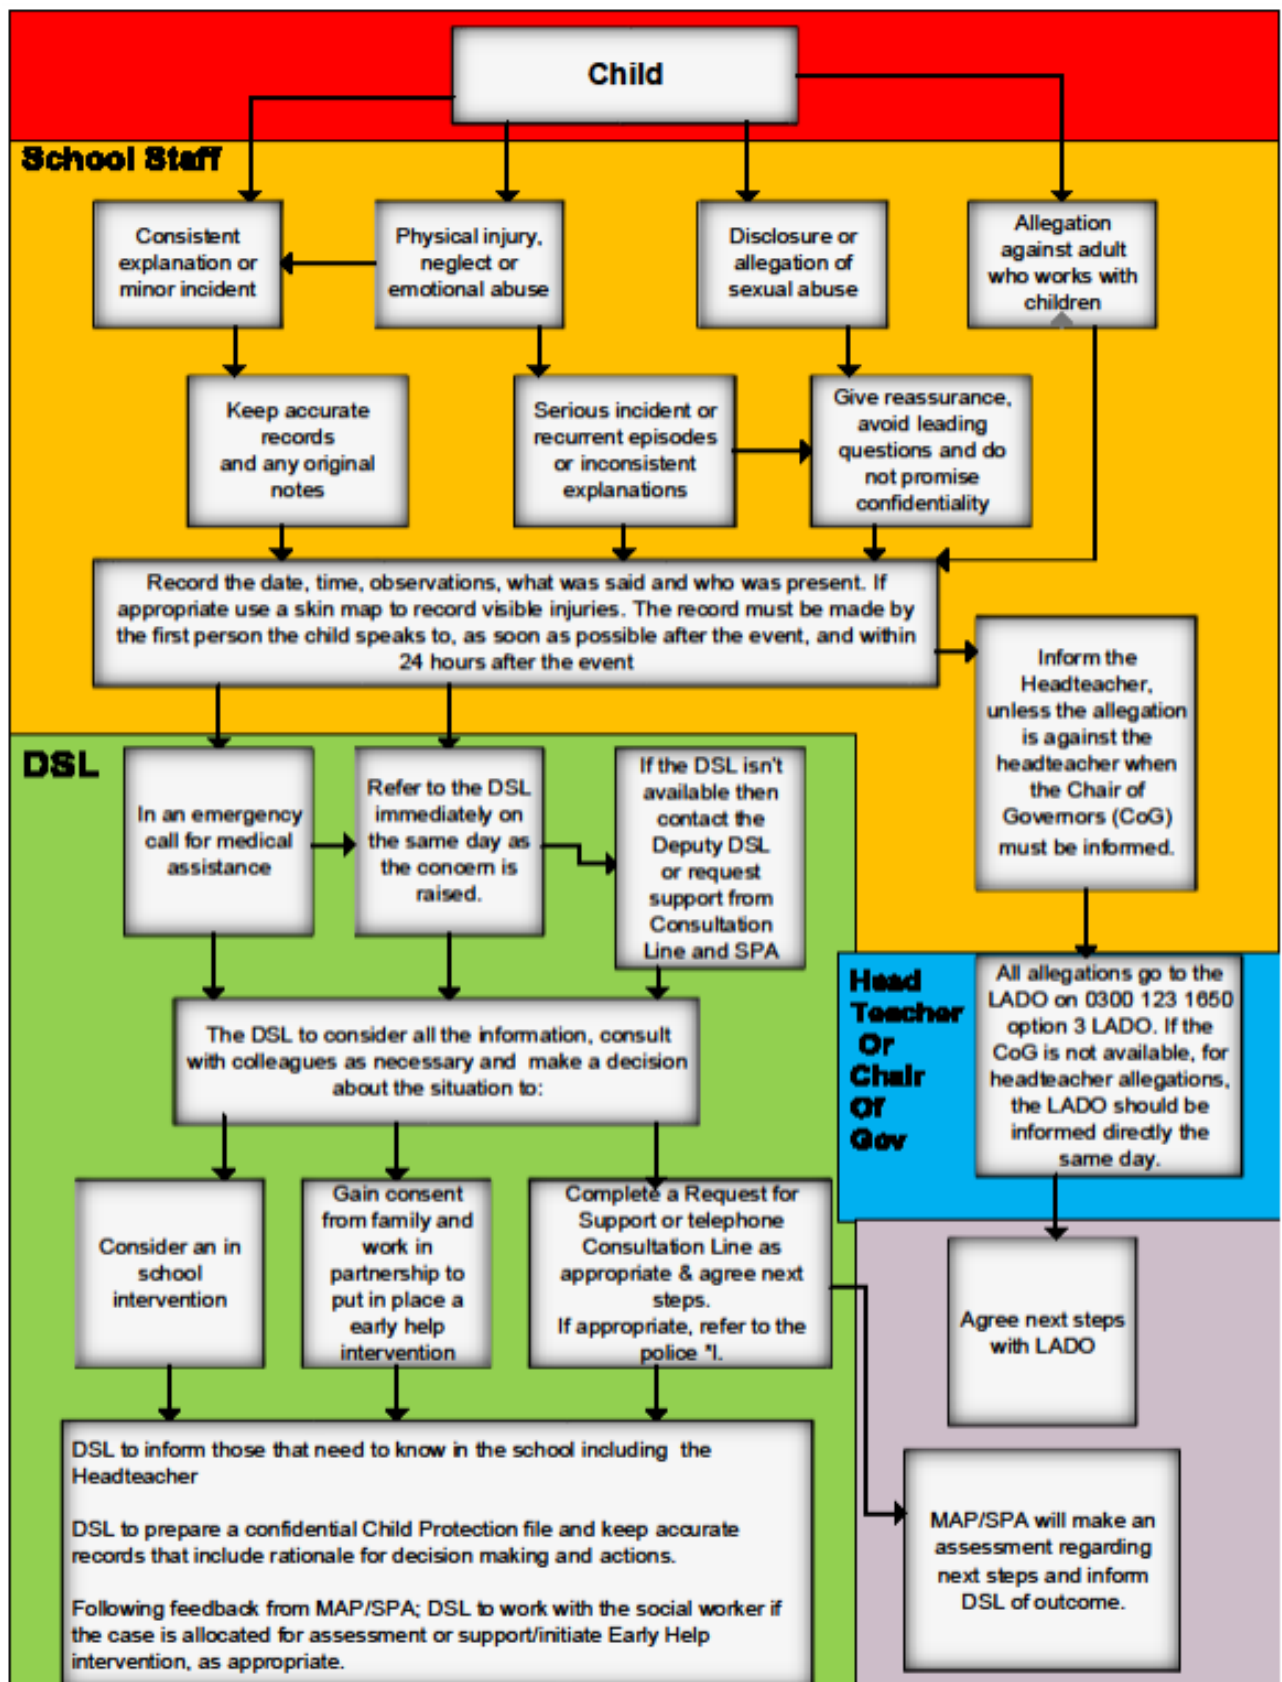 Child
School Staff
Consistent
explanation or
minor incident
Physical injury,
neglect or
emotional abuse
Disclosure or
allegation of
sexual abuse
Allegation
against adult
who works with
children
Keep accurate
records
and any original
notes
Serious incident or
recurrent episodes
or inconsistent
explanations
Give reassurance,
avoid leading
questions and do
not promise
confidentiality
Record the date, time, observations, what was said and who was present. If
appropriate use a skin map to record visible injuries. The record must be made by
the first person the child speaks to, as soon as possible after the event, and within
24 hours after the event
Inform the
Headteacher,
unless the allegation
is against the
headteacher when
the Chair of
Governors (CoG)
must be informed.
DSL
In an emergency
call for medical
assistance
Refer to the DSL
immediately on
the same day as
the concern is
raised.
If the DSL isn't
available then
contact the
Deputy DSL
or request
support from
Consultation
Line and SPA
The DSL to consider all the information, consult
with colleagues as necessary and make a decision
about the situation to:
Head
Teacher
Or
Chair
Of
Gov
All allegations go to the
LADO on 0300 123 1650
option 3 LADO. If the
CoG is not available, for
headteacher allegations,
the LADO should be
informed directly the
same day.
Consider an in
school
intervention
Gain consent
from family and
work in
partnership to
put in place a
early help
intervention
Complete a Request for
Support or telephone
Consultation Line as
appropriate & agree next
steps.
If appropriate, refer to the
police *I.
Agree next steps
with LADO
DSL to inform those that need to know in the school including the
Headteacher
DSL to prepare a confidential Child Protection file and keep accurate
records that include rationale for decision making and actions.
Following feedback from MAP/SPA; DSL to work with the social worker if
the case is allocated for assessment or support/initiate Early Help
intervention, as appropriate.
MAP/SPA will make an
assessment regarding
next steps and inform
DSL of outcome.